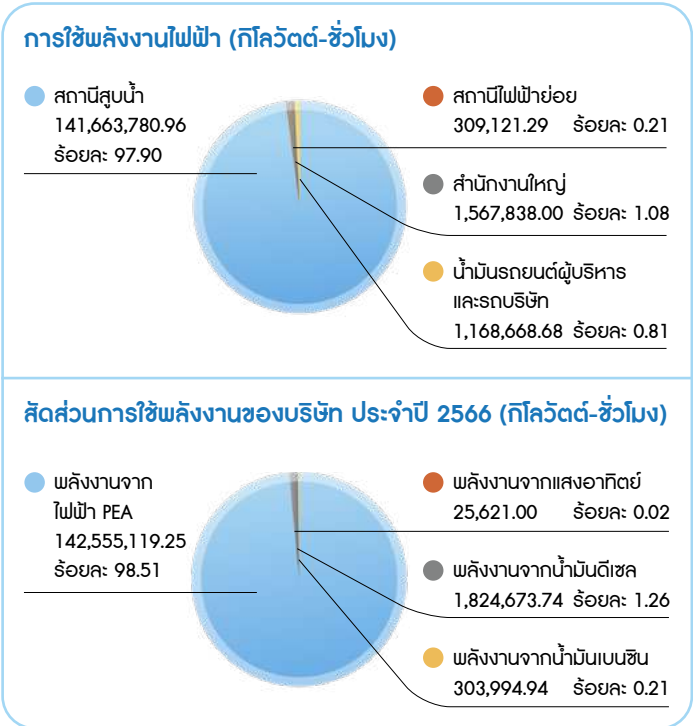 การใช้พลังงานไฟฟ้า (กิโลวัตต์-ชั่วโมง)
สถานีสูบน้ำ
141,663,780.96
ร้อยละ 97.90
สถานีไฟฟ้าย่อย
309,121.29 ร้อยละ 0.21
สำนักงานใหญ่
1,567,838.00 ร้อยละ 1.08
น้ำมันรถยนต์ผู้บริหาร
และรถบริษัท
1,168,668.68 ร้อยละ 0.81
สัดส่วนการใช้พลังงานของบริษัท ประจำปี 2566 (กิโลวัตต์-ชั่วโมง)
พลังงานจาก
ไฟฟ้า PEA
142,555,119.25
ร้อยละ 98.51
พลังงานจากแสงอาทิตย์
25,621.00 ร้อยละ 0.02
พลังงานจากน้ำมันดีเซล
1,824,673.74 ร้อยละ 1.26
พลังงานจากน้ำมันเบนซิน
303,994.94 ร้อยละ 0.21